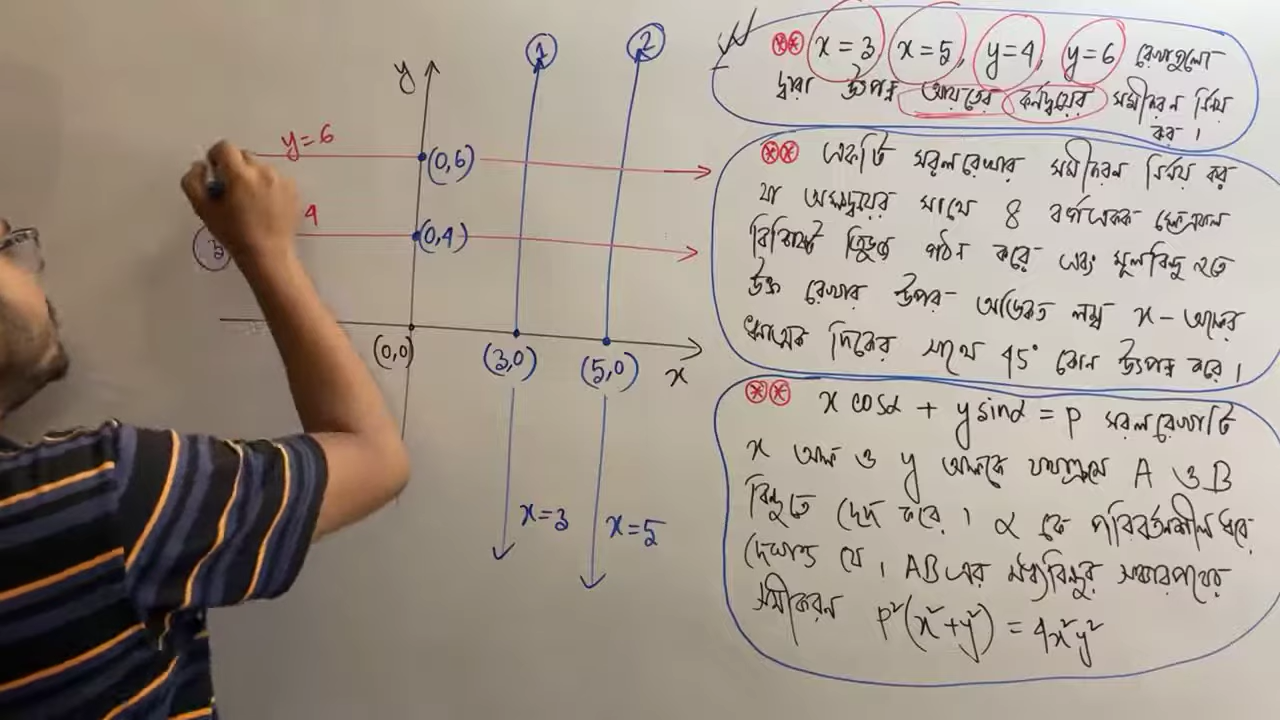 y
1
2
y=6
(0,6)
4
(0,4)
3
(0,0)
(3,0)
(5,0)
x
x=3
x=5
x=3 x=5, y=4, y=6 রেখাগুলো
দ্বারা উৎপন্ন আয়তের কর্ণদ্বয়ের সমীকরণ নির্ণয়
কর।
একটি সরলরেখার সমীকরণ নির্ণয় কর
যা অক্ষদ্বয়ের সাথে 8 বর্গএকক ক্ষেত্রফল
বিশিষ্ট ত্রিভুজ গঠন করে এবং মূলবিন্দু হতে
উক্ত রেখার উপর অঙ্কিত লম্ব x-অক্ষের
ধনাত্মক দিকের সাথে 45° কোন উৎপন্ন করে।
x cosα + y sinα = P সরলরেখাটি
x অক্ষ ও y অক্ষকে যথাক্রমে A ও B
বিন্দুতে ছেদ করে। α কে পরিবর্তনশীল ধরে
দেখাও যে, AB এর মধ্যবিন্দুর সঞ্চারপথের
সমীকরন P²(x²+y²) = 4x²y²